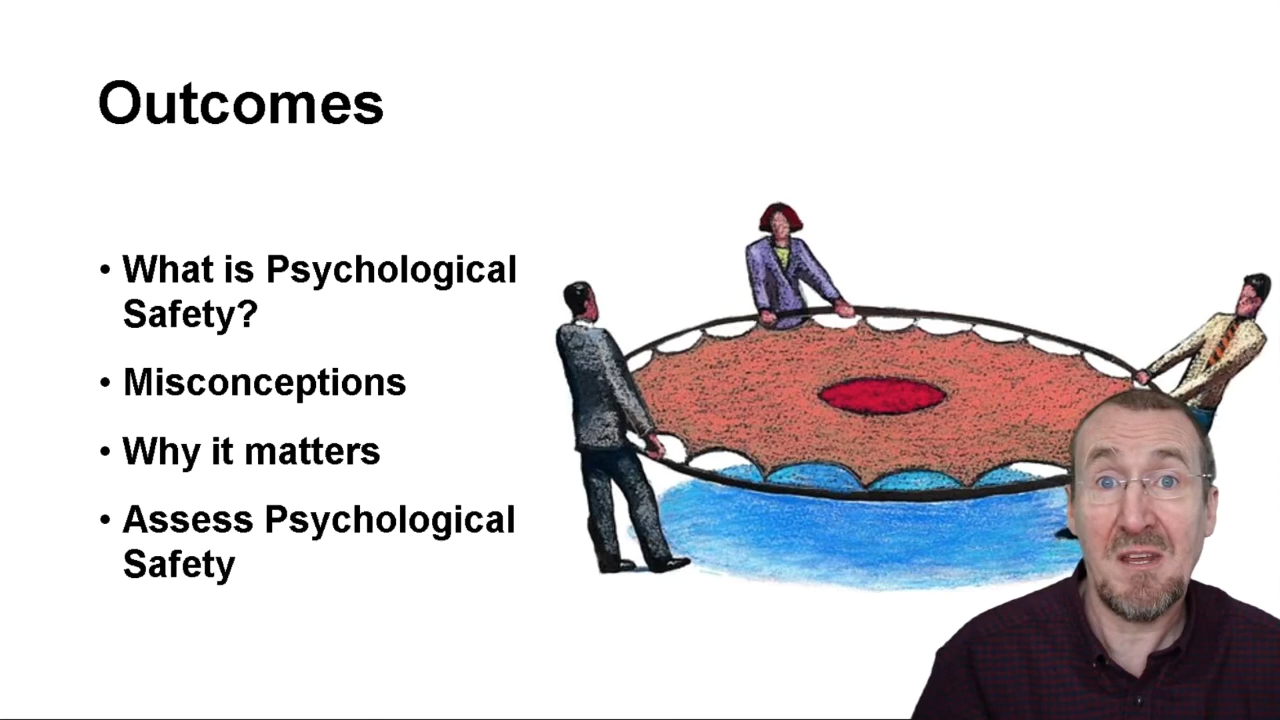 Outcomes
• What is Psychological
Safety?
• Misconceptions
• Why it matters
• Assess Psychological
Safety